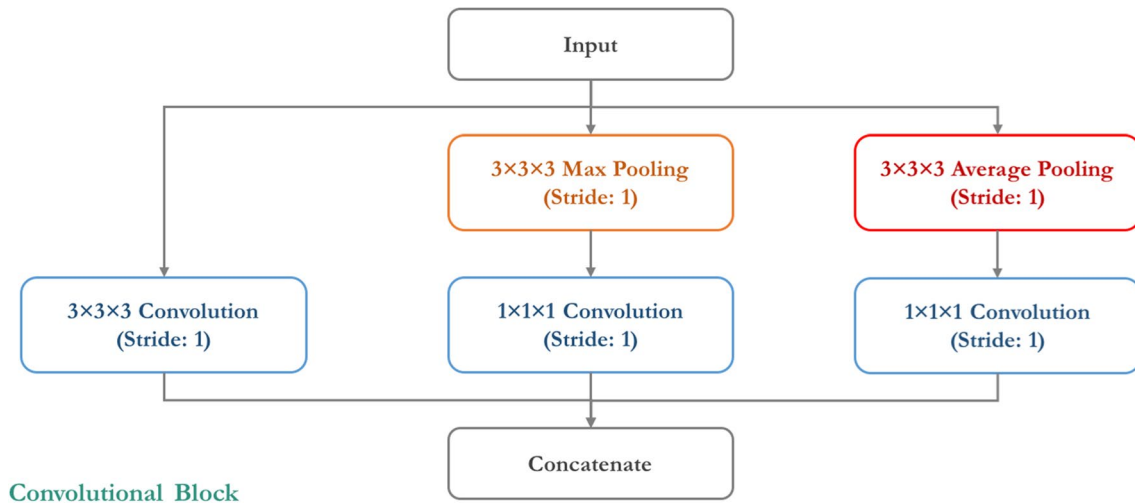 Input
3×3×3 Max Pooling
(Stride: 1)
3×3×3 Average Pooling
(Stride: 1)
3×3×3 Convolution
(Stride: 1)
1×1×1 Convolution
(Stride: 1)
1×1×1 Convolution
(Stride: 1)
Concatenate
Convolutional Block